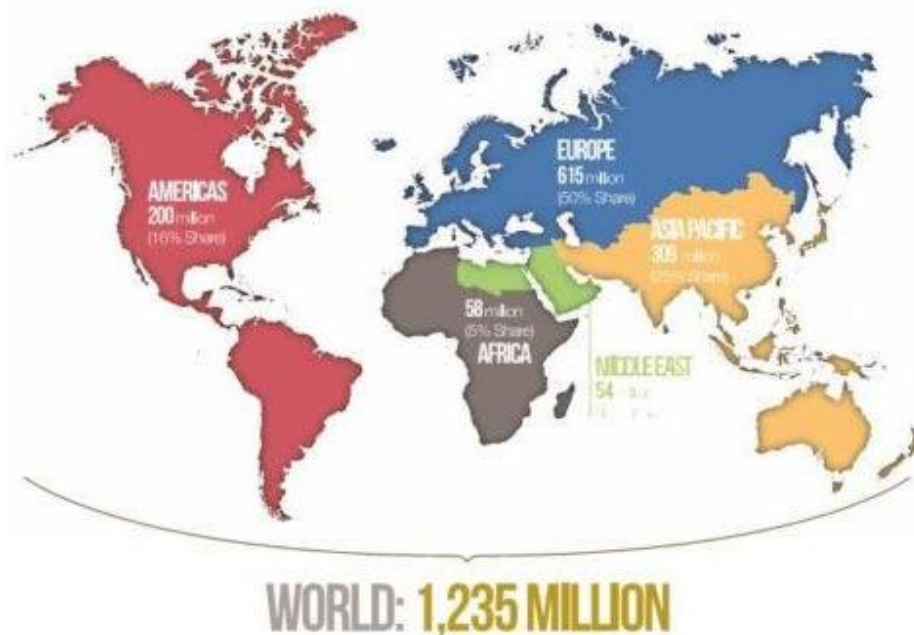 AMERICAS
200 million
(16% Share)
EUROPE
615 million
(50% Share)
ASIA PACIFIC
309 million
(25% Share)
58 million
(5% Share)
AFRICA
MIDDLE EAST
54
WORLD: 1,235 MILLION